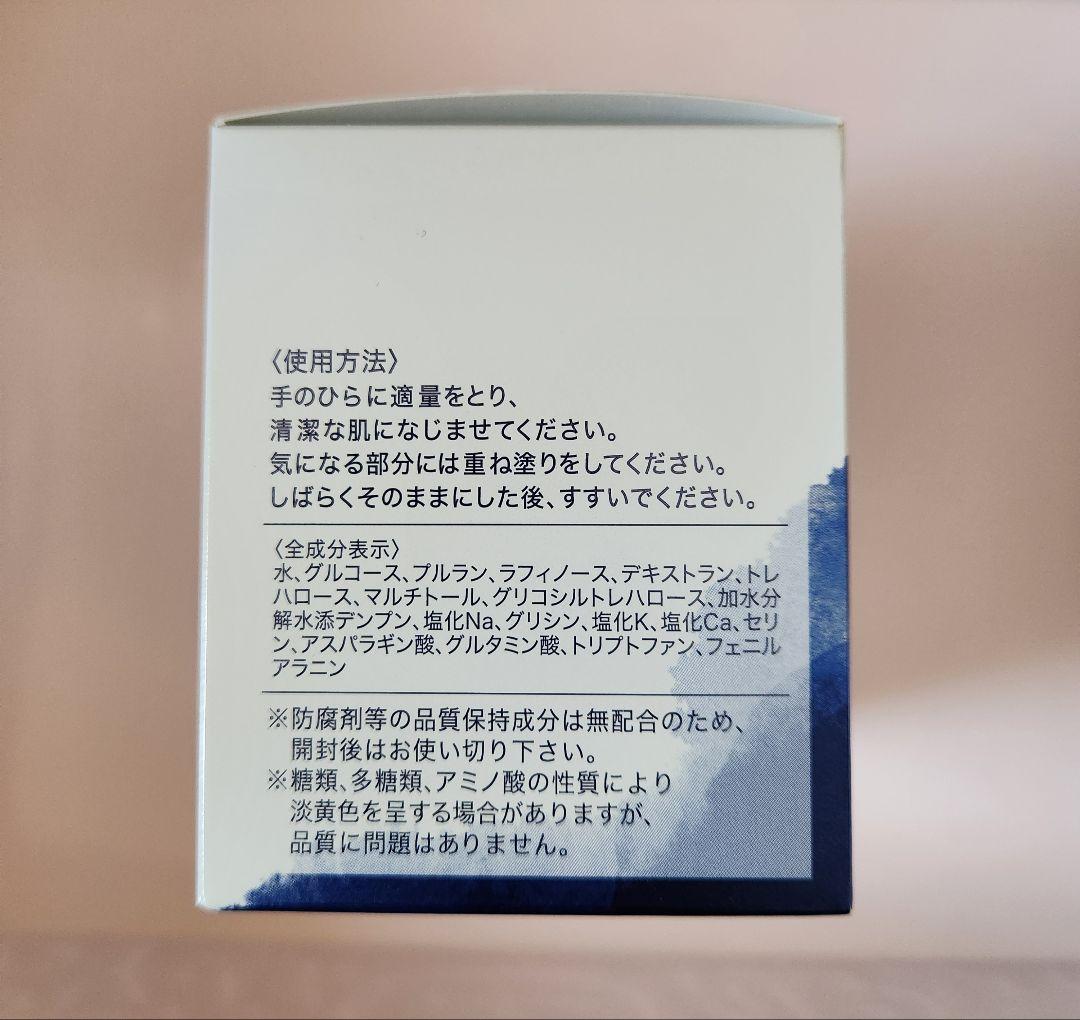 〈使用方法〉
手のひらに適量をとり、
清潔な肌になじませてください。
気になる部分には重ね塗りをしてください。
しばらくそのままにした後、すすいでください。
〈全成分表示〉
水、グルコース、プルラン、ラフィノース、デキストラン、トレ
ハロース、マルチトール、グリコシルトレハロース、加水分
解水添デンプン、塩化Na、グリシン、塩化K、塩化Ca、セリ
ン、アスパラギン酸、グルタミン酸、トリプトファン、フェニル
アラニン
※防腐剤等の品質保持成分は無配合のため、
開封後はお使い切り下さい。
※糖類、多糖類、アミノ酸の性質により
淡黄色を呈する場合がありますが、
品質に問題はありません。